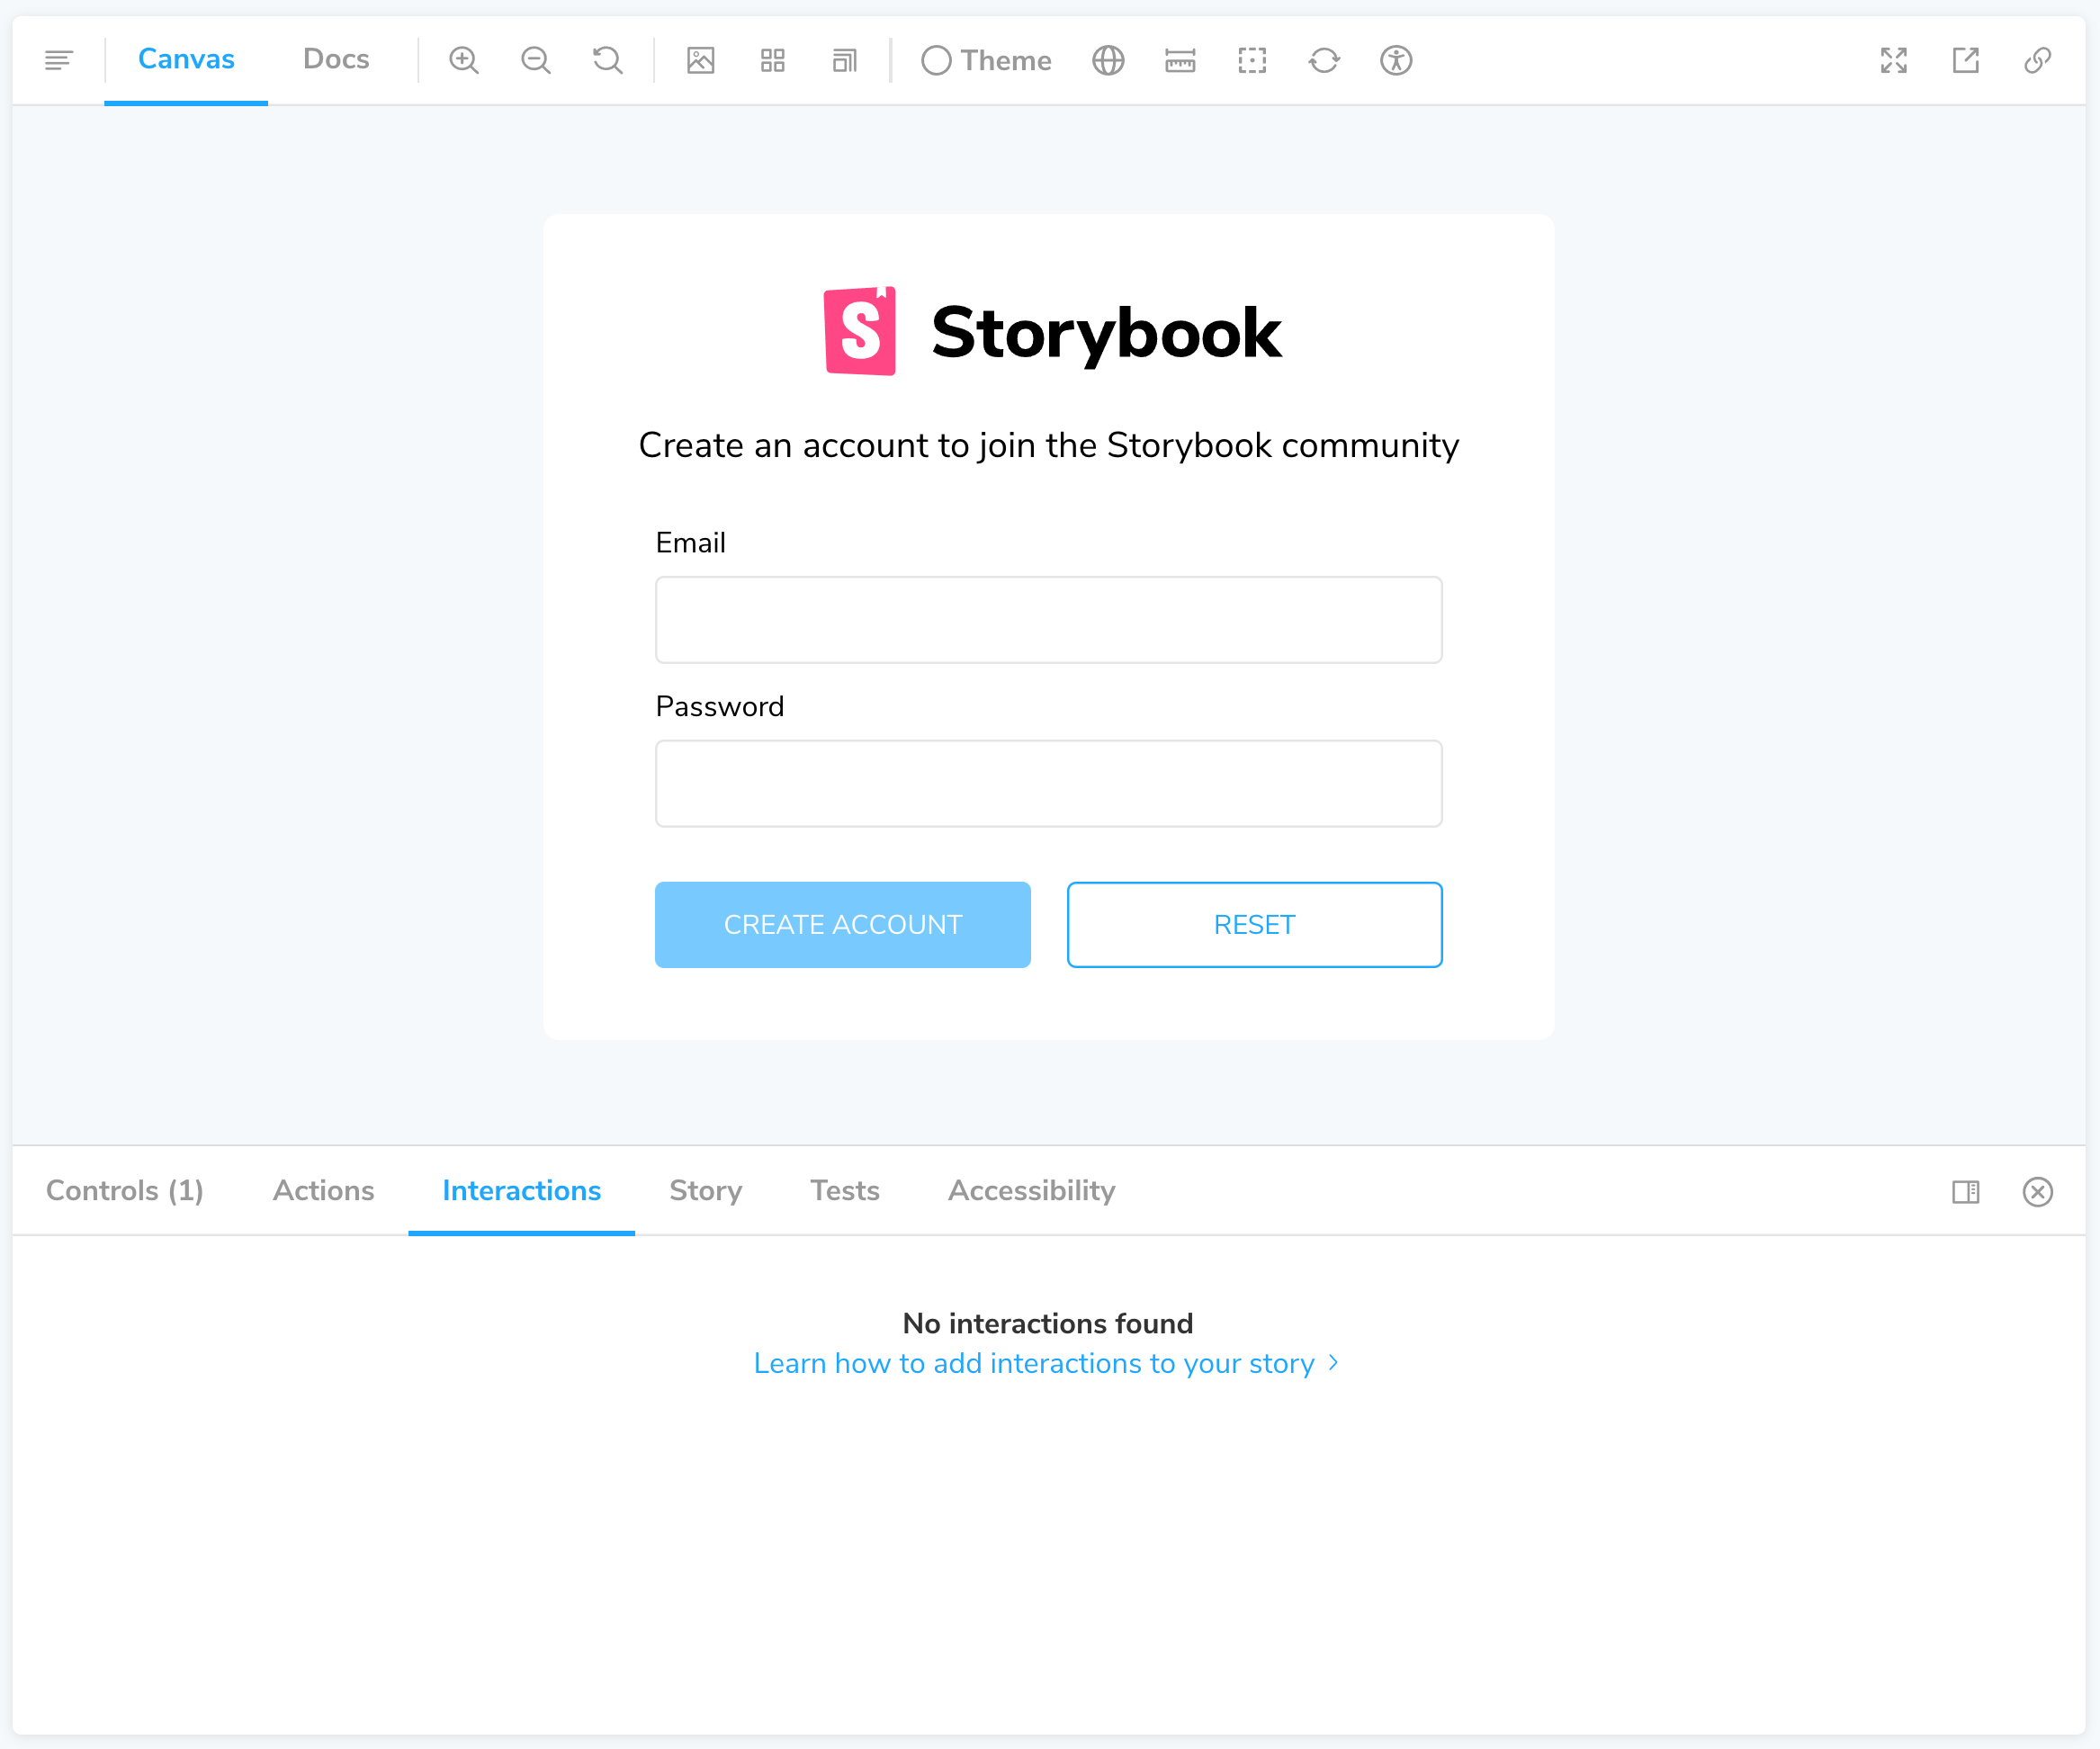 Canvas Docs Theme
Storybook
Create an account to join the Storybook community
Email
Password
CREATE ACCOUNT RESET
Controls (1) Actions Interactions Story Tests Accessibility
No interactions found
Learn how to add interactions to your story